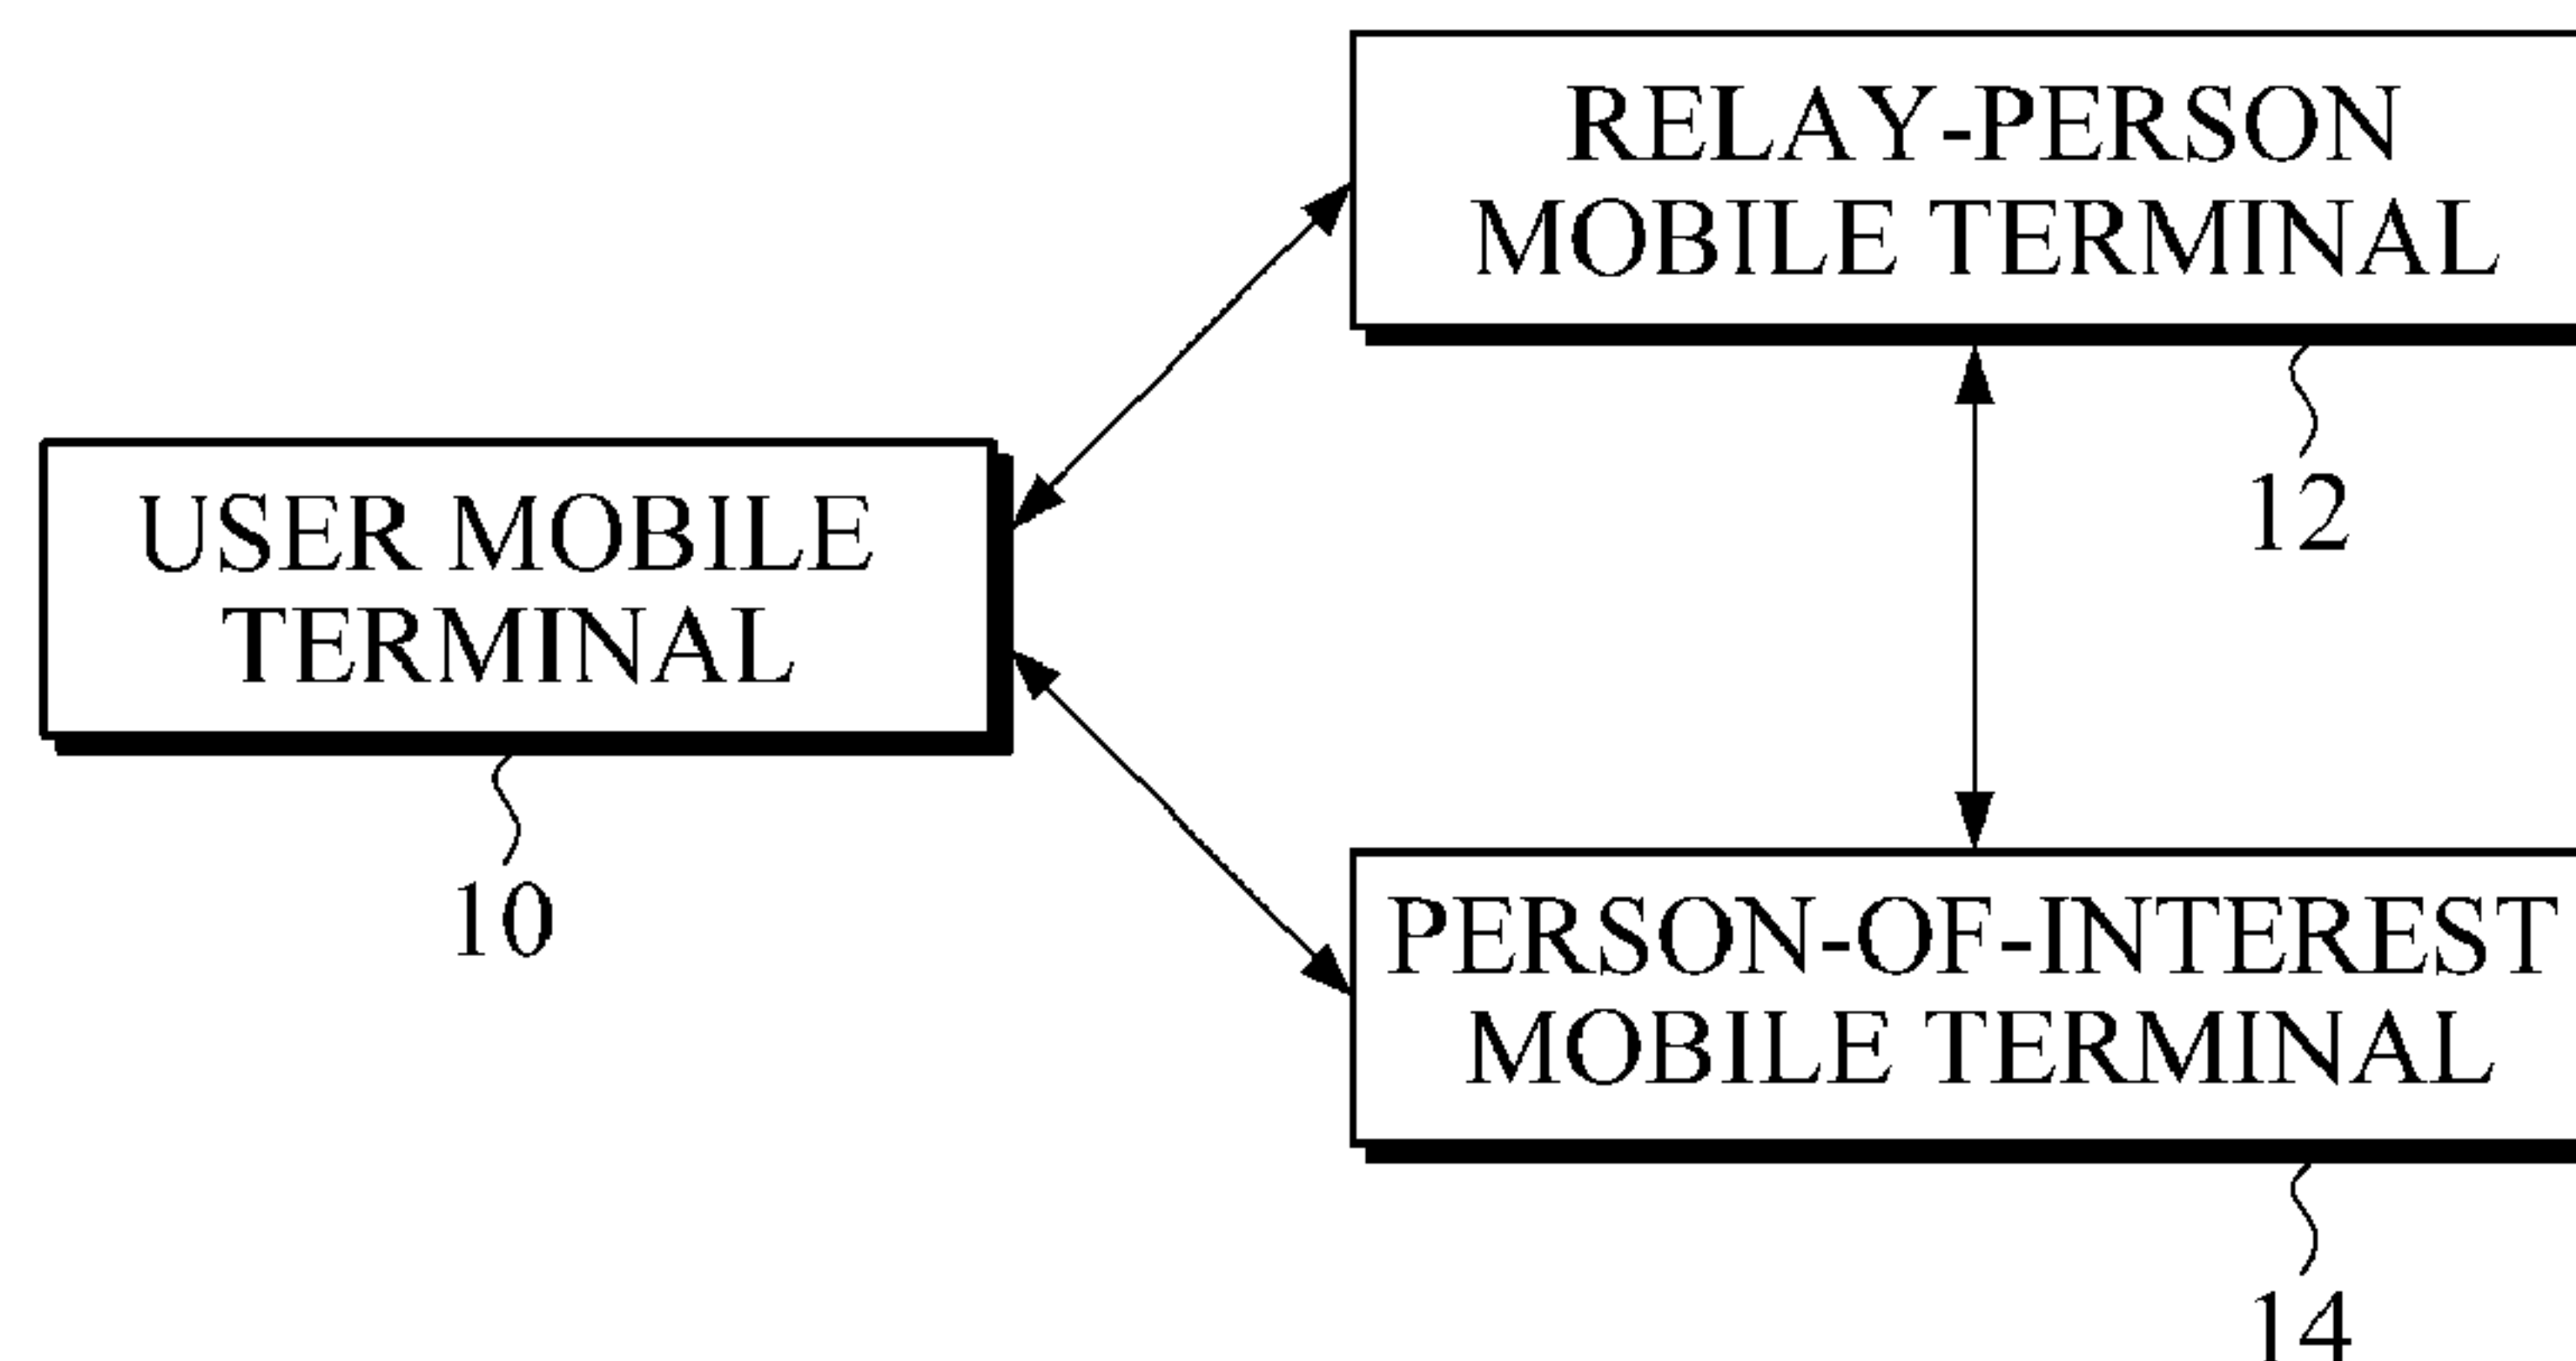 RELAY-PERSON
MOBILE TERMINAL
12
USER MOBILE
TERMINAL
10
PERSON-OF-INTEREST
MOBILE TERMINAL
14